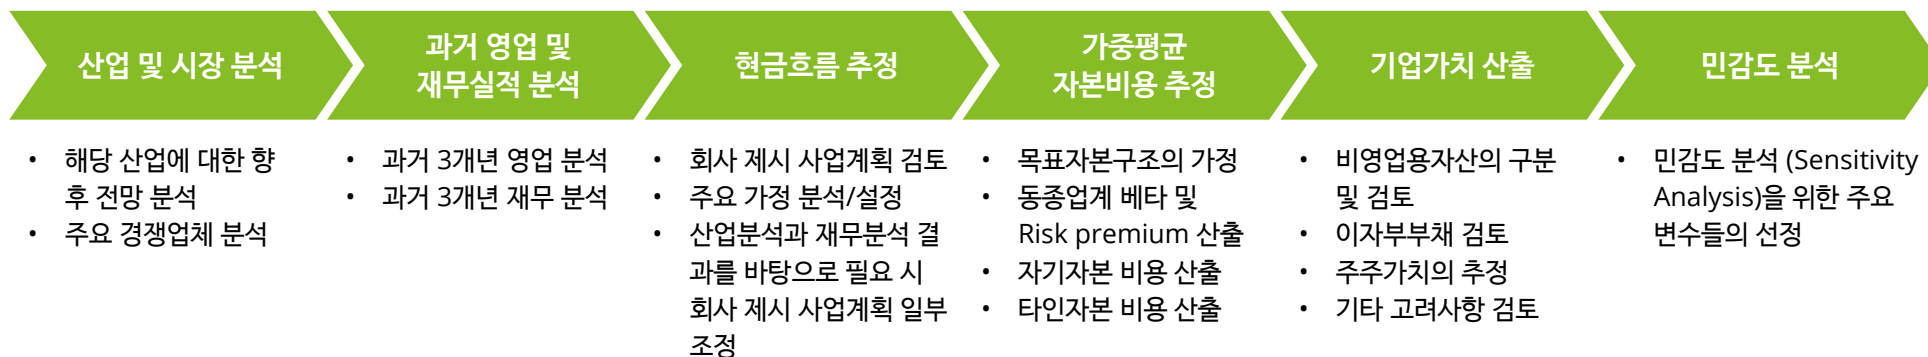 산업 및 시장 분석
과거 영업 및
재무실적 분석
현금흐름 추정
가중평균
자본비용 추정
기업가치 산출
민감도 분석
• 해당 산업에 대한 향
후 전망 분석
• 주요 경쟁업체 분석
• 과거 3개년 영업 분석
• 과거 3개년 재무 분석
• 회사 제시 사업계획 검토
• 주요 가정 분석/설정
• 산업분석과 재무분석 결
과를 바탕으로 필요 시
회사 제시 사업계획 일부
조정
• 목표자본구조의 가정
• 동종업계 베타 및
Risk premium 산출
• 자기자본 비용 산출
• 타인자본 비용 산출
• 비영업용자산의 구분
및 검토
• 이자부부채 검토
• 주주가치의 추정
• 기타 고려사항 검토
• 민감도 분석 (Sensitivity
Analysis)을 위한 주요
변수들의 선정